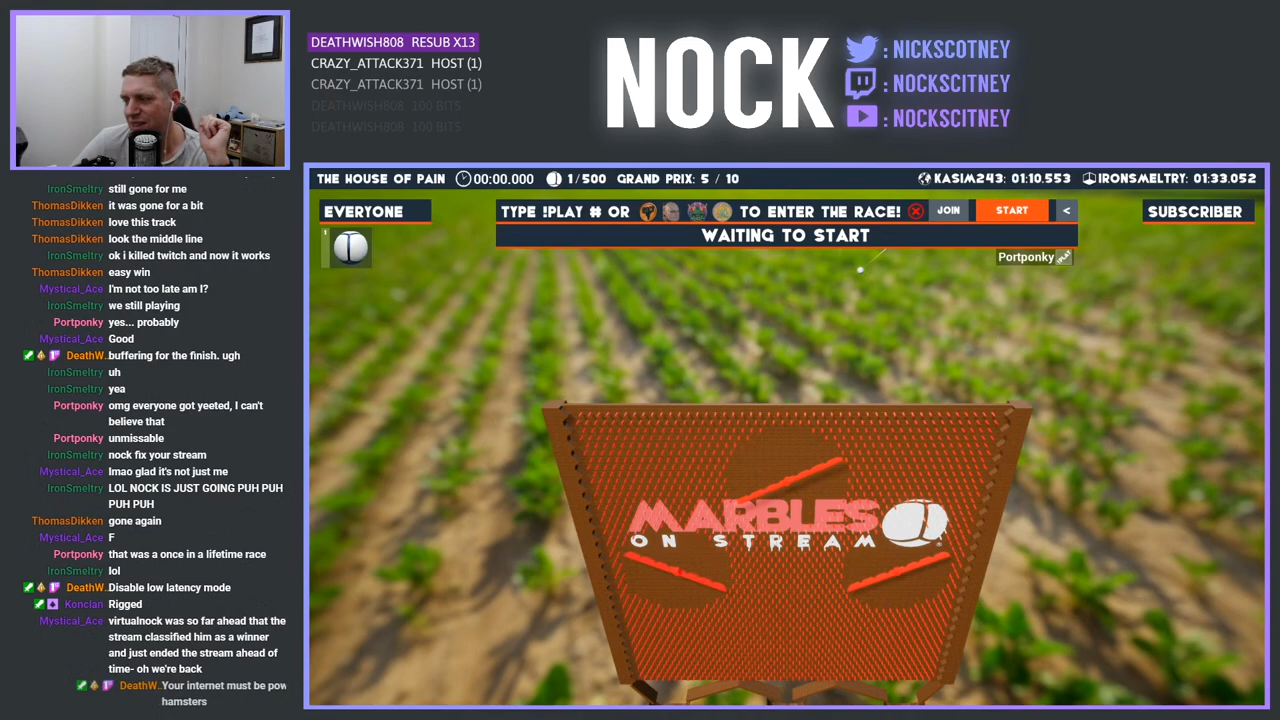 DEATHWISH808 RESUB X13
CRAZY_ATTACK371 HOST (1)
CRAZY_ATTACK371 HOST (1)
DEATHWISH808 100 BITS
DEATHWISH808 100 BITS
NOCK
: NICKSCOTNEY
: NOCKSCITNEY
: NOCKSCITNEY
THE HOUSE OF PAIN 00:00.000 1/500 GRAND PRIX: 5 / 10 KASIM243: 01:10.553 IRONSMELTRY: 01:33.052
EVERYONE
TYPE !PLAY # OR TO ENTER THE RACE! JOIN START <
SUBSCRIBER
WAITING TO START
1
Portponky
MARBLES
ON STREAM
IronSmeltry still gone for me
ThomasDikken it was gone for a bit
ThomasDikken love this track
ThomasDikken look the middle line
IronSmeltry ok i killed twitch and now it works
ThomasDikken easy win
Mystical_Ace I'm not too late am I?
IronSmeltry we still playing
Portponky yes... probably
Mystical_Ace Good
DeathW.. buffering for the finish. ugh
IronSmeltry uh
IronSmeltry yea
Portponky omg everyone got yeeted, I can't
believe that
Portponky unmissable
IronSmeltry nock fix your stream
Mystical_Ace lmao glad it's not just me
IronSmeltry LOL NOCK IS JUST GOING PUH PUH
PUH PUH
ThomasDikken gone again
Mystical_Ace F
Portponky that was a once in a lifetime race
IronSmeltry lol
DeathW.. Disable low latency mode
Konclan Rigged
Mystical_Ace virtualnock was so far ahead that the
stream classified him as a winner
and just ended the stream ahead of
time- oh we're back
DeathW.. Your internet must be pow
hamsters